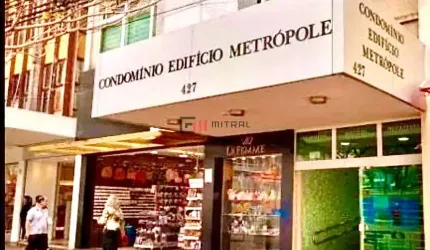 CONDOMÍNIO EDIFÍCIO METRÓPOLE
427
CONDOMÍNIO
EDIFÍCIO
METRÓPOLE
427
MITRAL
LA FEMME